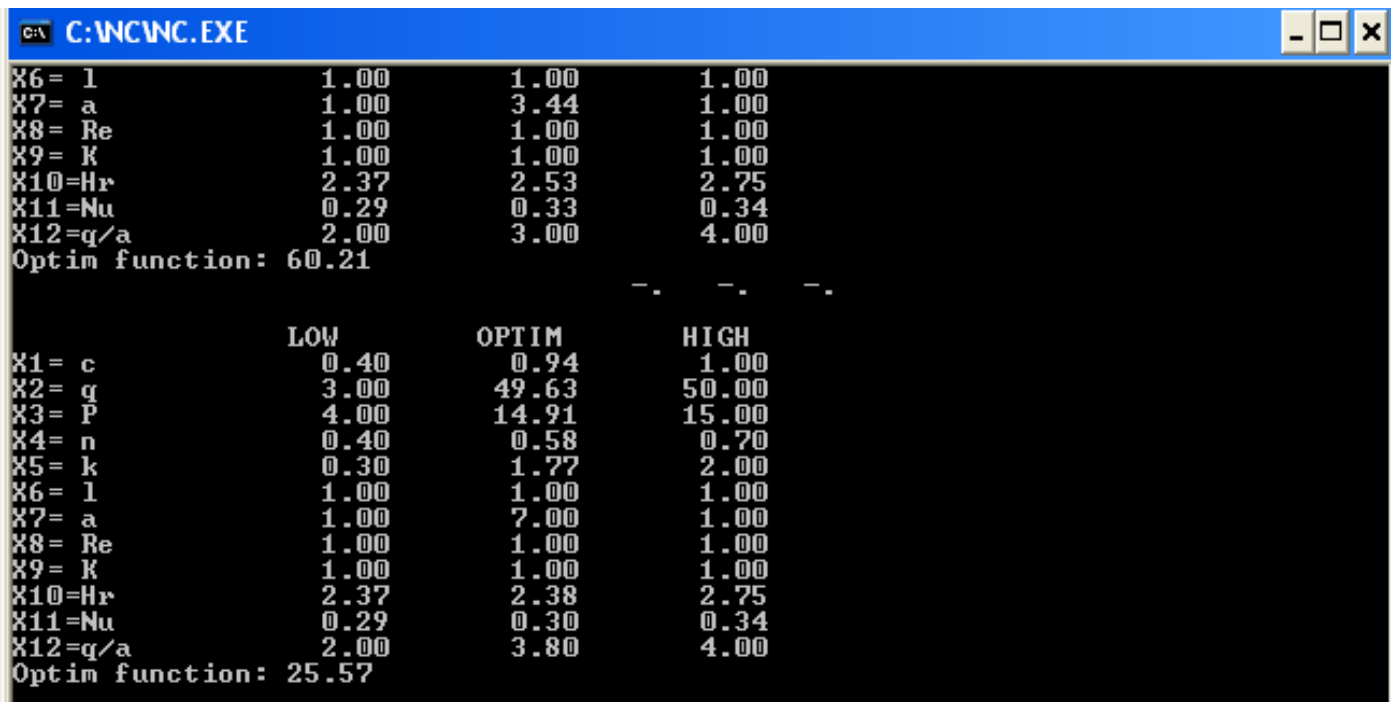 C:\NC\NC.EXE
X6= l 1.00 1.00 1.00
X7= a 1.00 3.44 1.00
X8= Re 1.00 1.00 1.00
X9= K 1.00 1.00 1.00
X10=Hr 2.37 2.53 2.75
X11=Nu 0.29 0.33 0.34
X12=q/a 2.00 3.00 4.00
Optim function: 60.21
-. -. -.
LOW OPTIM HIGH
X1= c 0.40 0.94 1.00
X2= q 3.00 49.63 50.00
X3= P 4.00 14.91 15.00
X4= n 0.40 0.58 0.70
X5= k 0.30 1.77 2.00
X6= l 1.00 1.00 1.00
X7= a 1.00 7.00 1.00
X8= Re 1.00 1.00 1.00
X9= K 1.00 1.00 1.00
X10=Hr 2.37 2.38 2.75
X11=Nu 0.29 0.30 0.34
X12=q/a 2.00 3.80 4.00
Optim function: 25.57